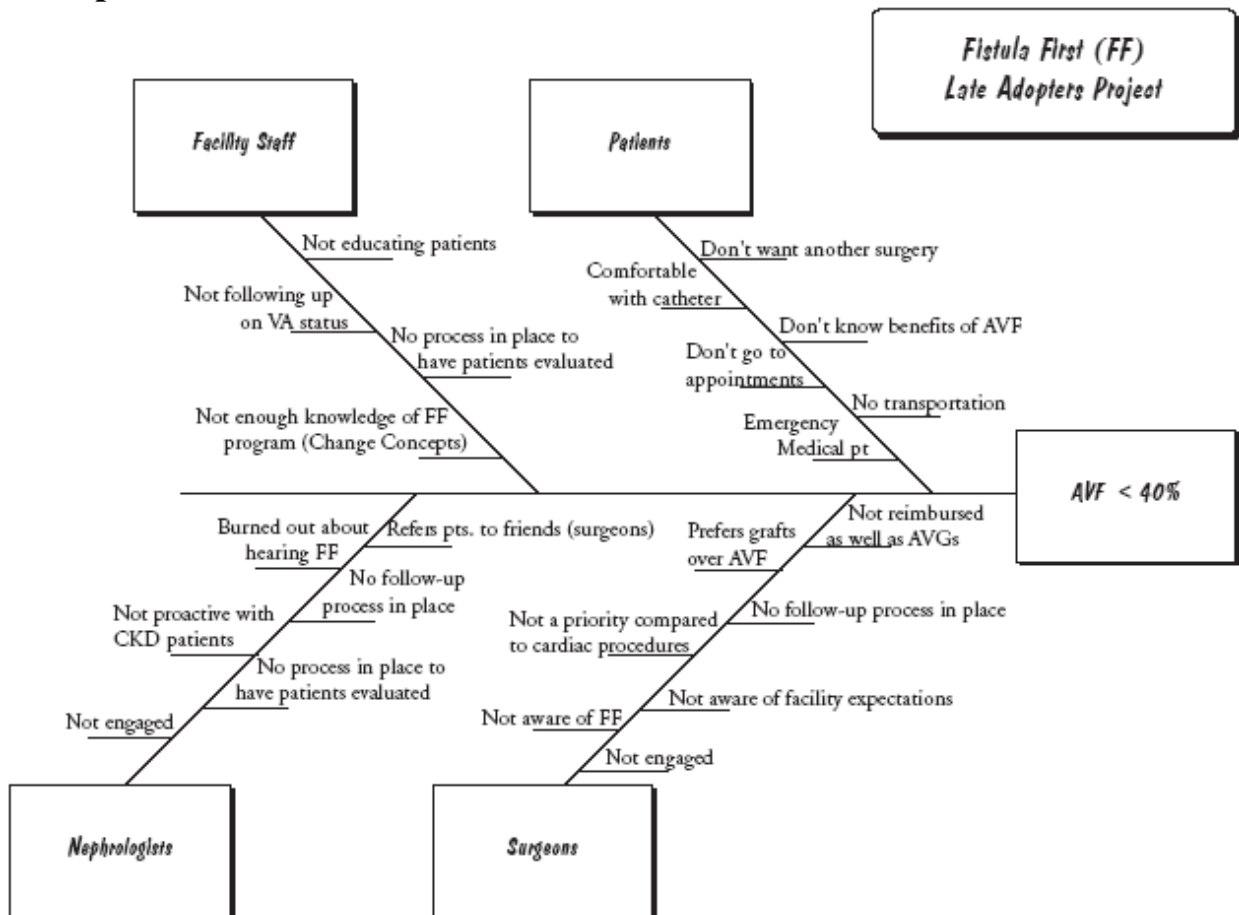 Fistula First (FF)
Late Adopters Project
Facility Staff
Patients
Not educating patients
Not following up
on VA status
No process in place to
have patients evaluated
Not enough knowledge of FF
program (Change Concepts)
Don't want another surgery
Comfortable
with catheter
Don't know benefits of AVF
Don't go to
appointments
No transportation
Emergency
Medical pt
AVF < 40%
Burned out about
hearing FF
Refers pts. to friends (surgeons)
No follow-up
process in place
Not proactive with
CKD patients
No process in place to
have patients evaluated
Not engaged
Prefers grafts
over AVF
Not reimbursed
as well as AVGs
No follow-up process in place
Not a priority compared
to cardiac procedures
Not aware of facility expectations
Not aware of FF
Not engaged
Nephrologists
Surgeons